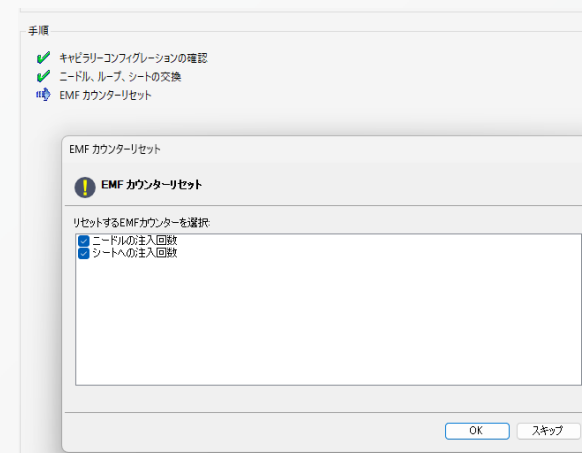 手順
キャピラリーコンフィグレーションの確認
ニードル、ループ、シートの交換
EMF カウンターリセット
EMF カウンターリセット
EMF カウンターリセット
リセットするEMFカウンターを選択:
ニードルの注入回数
シートへの注入回数
OK スキップ